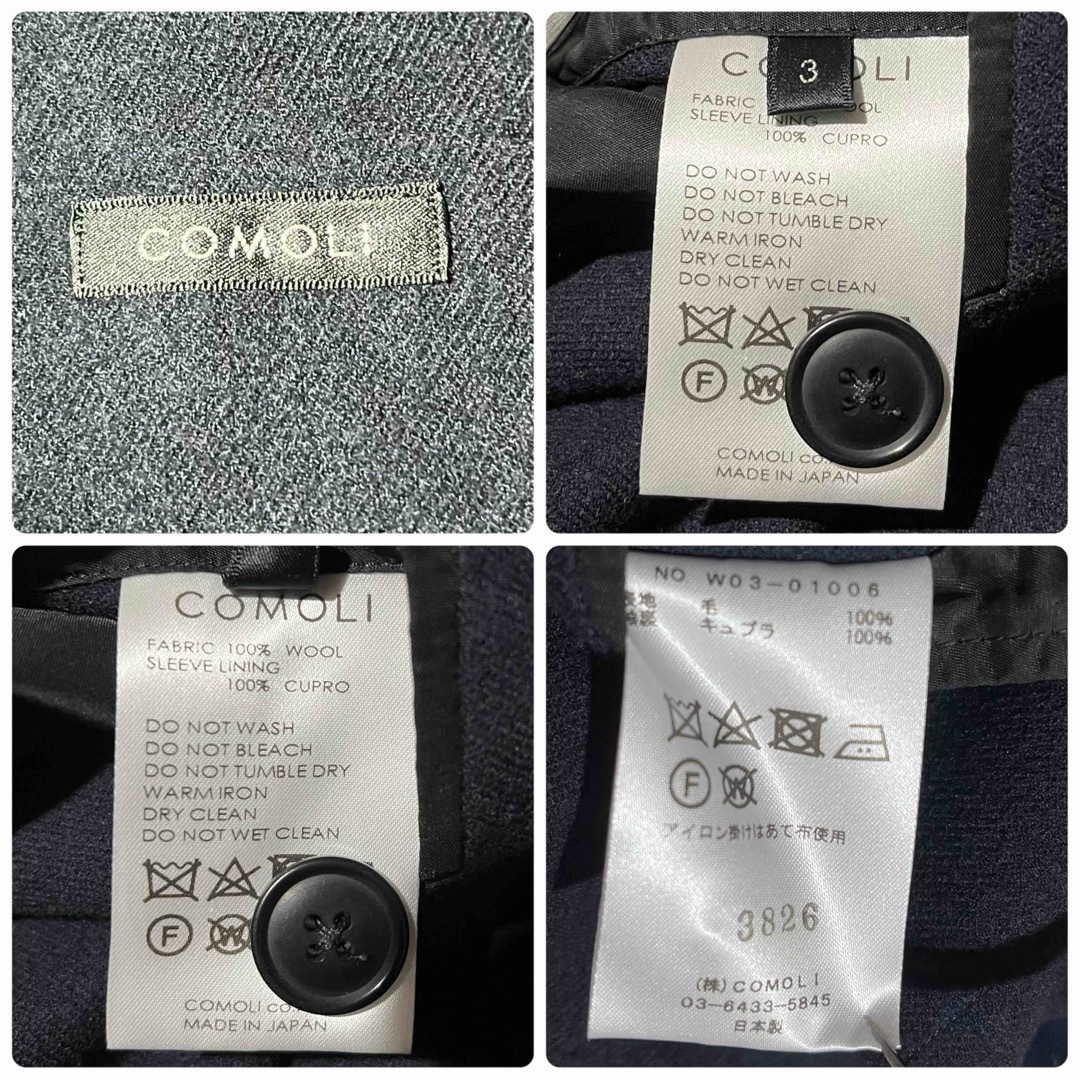 COMOLI
3
FABRIC
SLEEVE LINING
100% CUPRO
DO NOT WASH
DO NOT BLEACH
DO NOT TUMBLE DRY
WARM IRON
DRY CLEAN
DO NOT WET CLEAN
F W
COMOLI CO.
MADE IN JAPAN
COMOLI
FABRIC 100% WOOL
SLEEVE LINING
100% CUPRO
DO NOT WASH
DO NOT BLEACH
DO NOT TUMBLE DRY
WARM IRON
DRY CLEAN
DO NOT WET CLEAN
F W
COMOLI CO.
MADE IN JAPAN
NO. W03-01006
表地 毛 100%
キュプラ 100%
F W
アイロン掛けはあて布使用
3826
(株)COMOLI
03-6433-5845
日本製